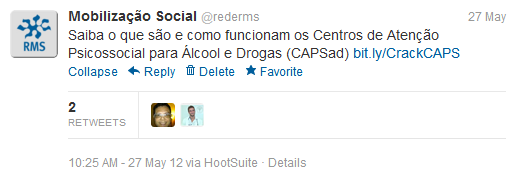 Mobilização Social @rederms 27 May
RMS
Saiba o que são e como funcionam os Centros de Atenção
Psicossocial para Álcool e Drogas (CAPSad) bit.ly/CrackCAPS
Collapse Reply Delete Favorite
2
RETWEETS
10:25 AM - 27 May 12 via HootSuite · Details